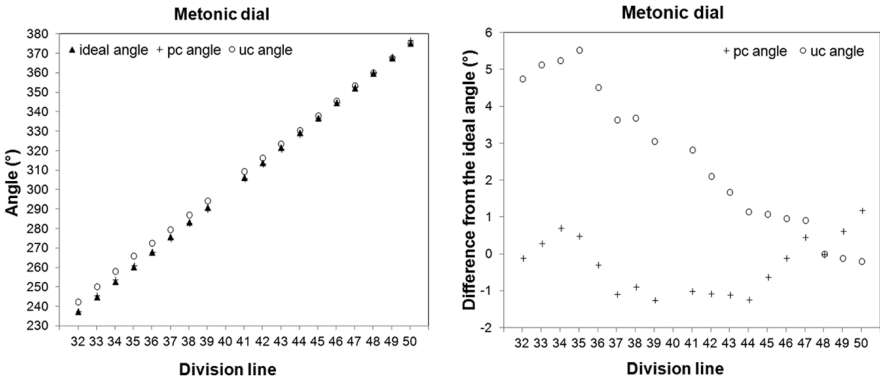 Metonic dial
▲ ideal angle + pc angle ○ uc angle
Angle (°)
380
370
360
350
340
330
320
310
300
290
280
270
260
250
240
230
32 33 34 35 36 37 38 39 40 41 42 43 44 45 46 47 48 49 50
Division line
Metonic dial
+ pc angle ○ uc angle
Difference from the ideal angle (°)
6
5
4
3
2
1
0
-1
-2
32 33 34 35 36 37 38 39 40 41 42 43 44 45 46 47 48 49 50
Division line